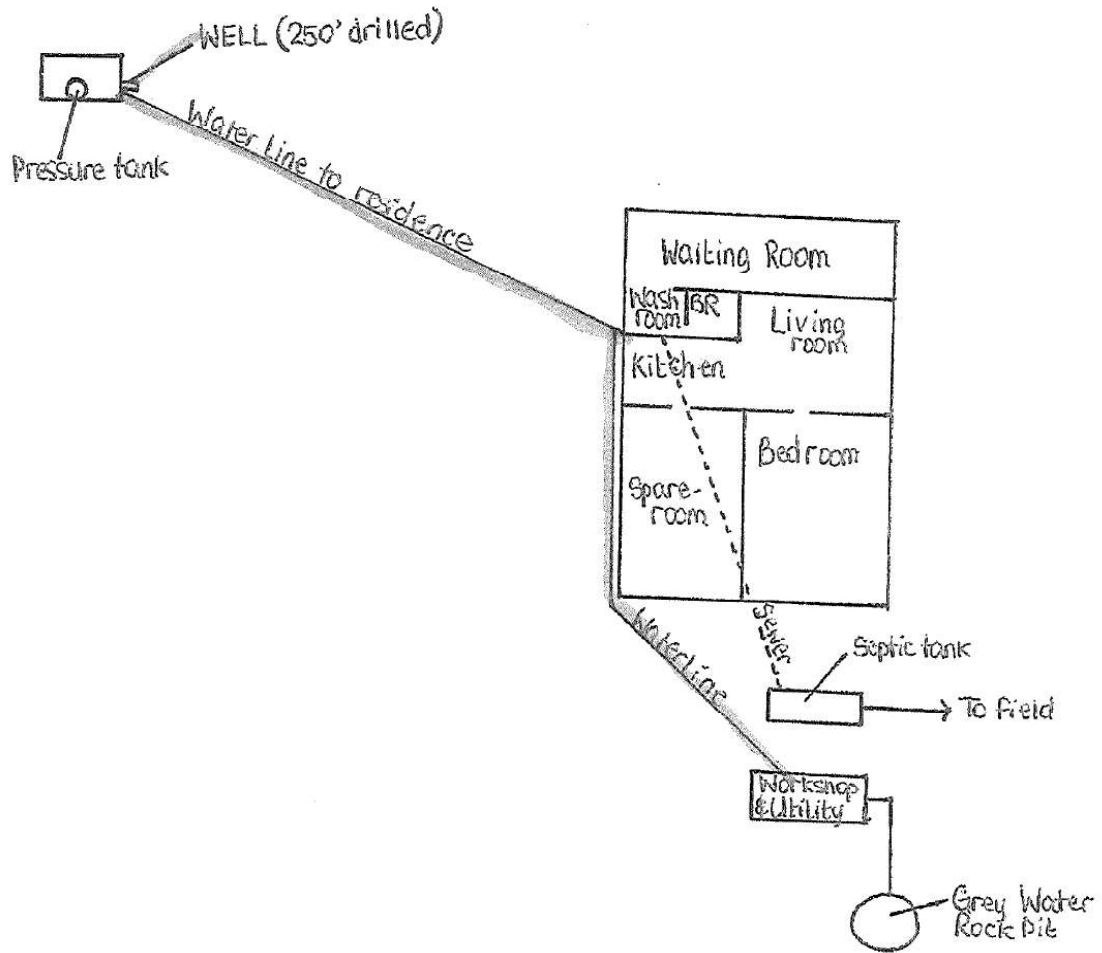 WELL (250' drilled)
Pressure tank
Water line to residence
Waiting Room
Wash
room
BR
Living
room
Kitchen
Bedroom
Spare-
room
Sewer
Waterline
Septic tank
To field
Workshop
& Utility
Grey Water
Rock Pit